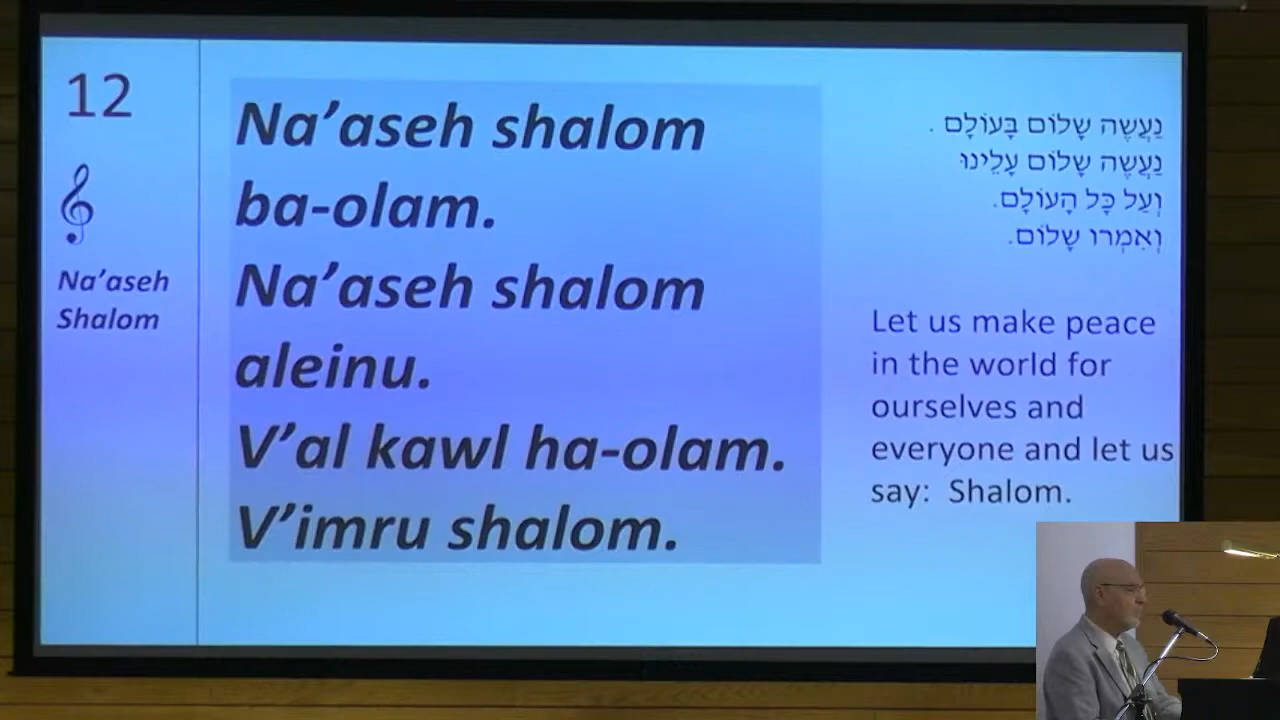 12
Na’aseh
Shalom
Na’aseh shalom
ba-olam.
Na’aseh shalom
aleinu.
V’al kawl ha-olam.
V’imru shalom.
נַעֲשֶׂה שָׁלוֹם בָּעוֹלָם .
נַעֲשֶׂה שָׁלוֹם עָלֵינוּ
וְעַל כָּל הָעוֹלָם.
וְאִמְרוּ שָׁלוֹם.
Let us make peace
in the world for
ourselves and
everyone and let us
say:  Shalom.